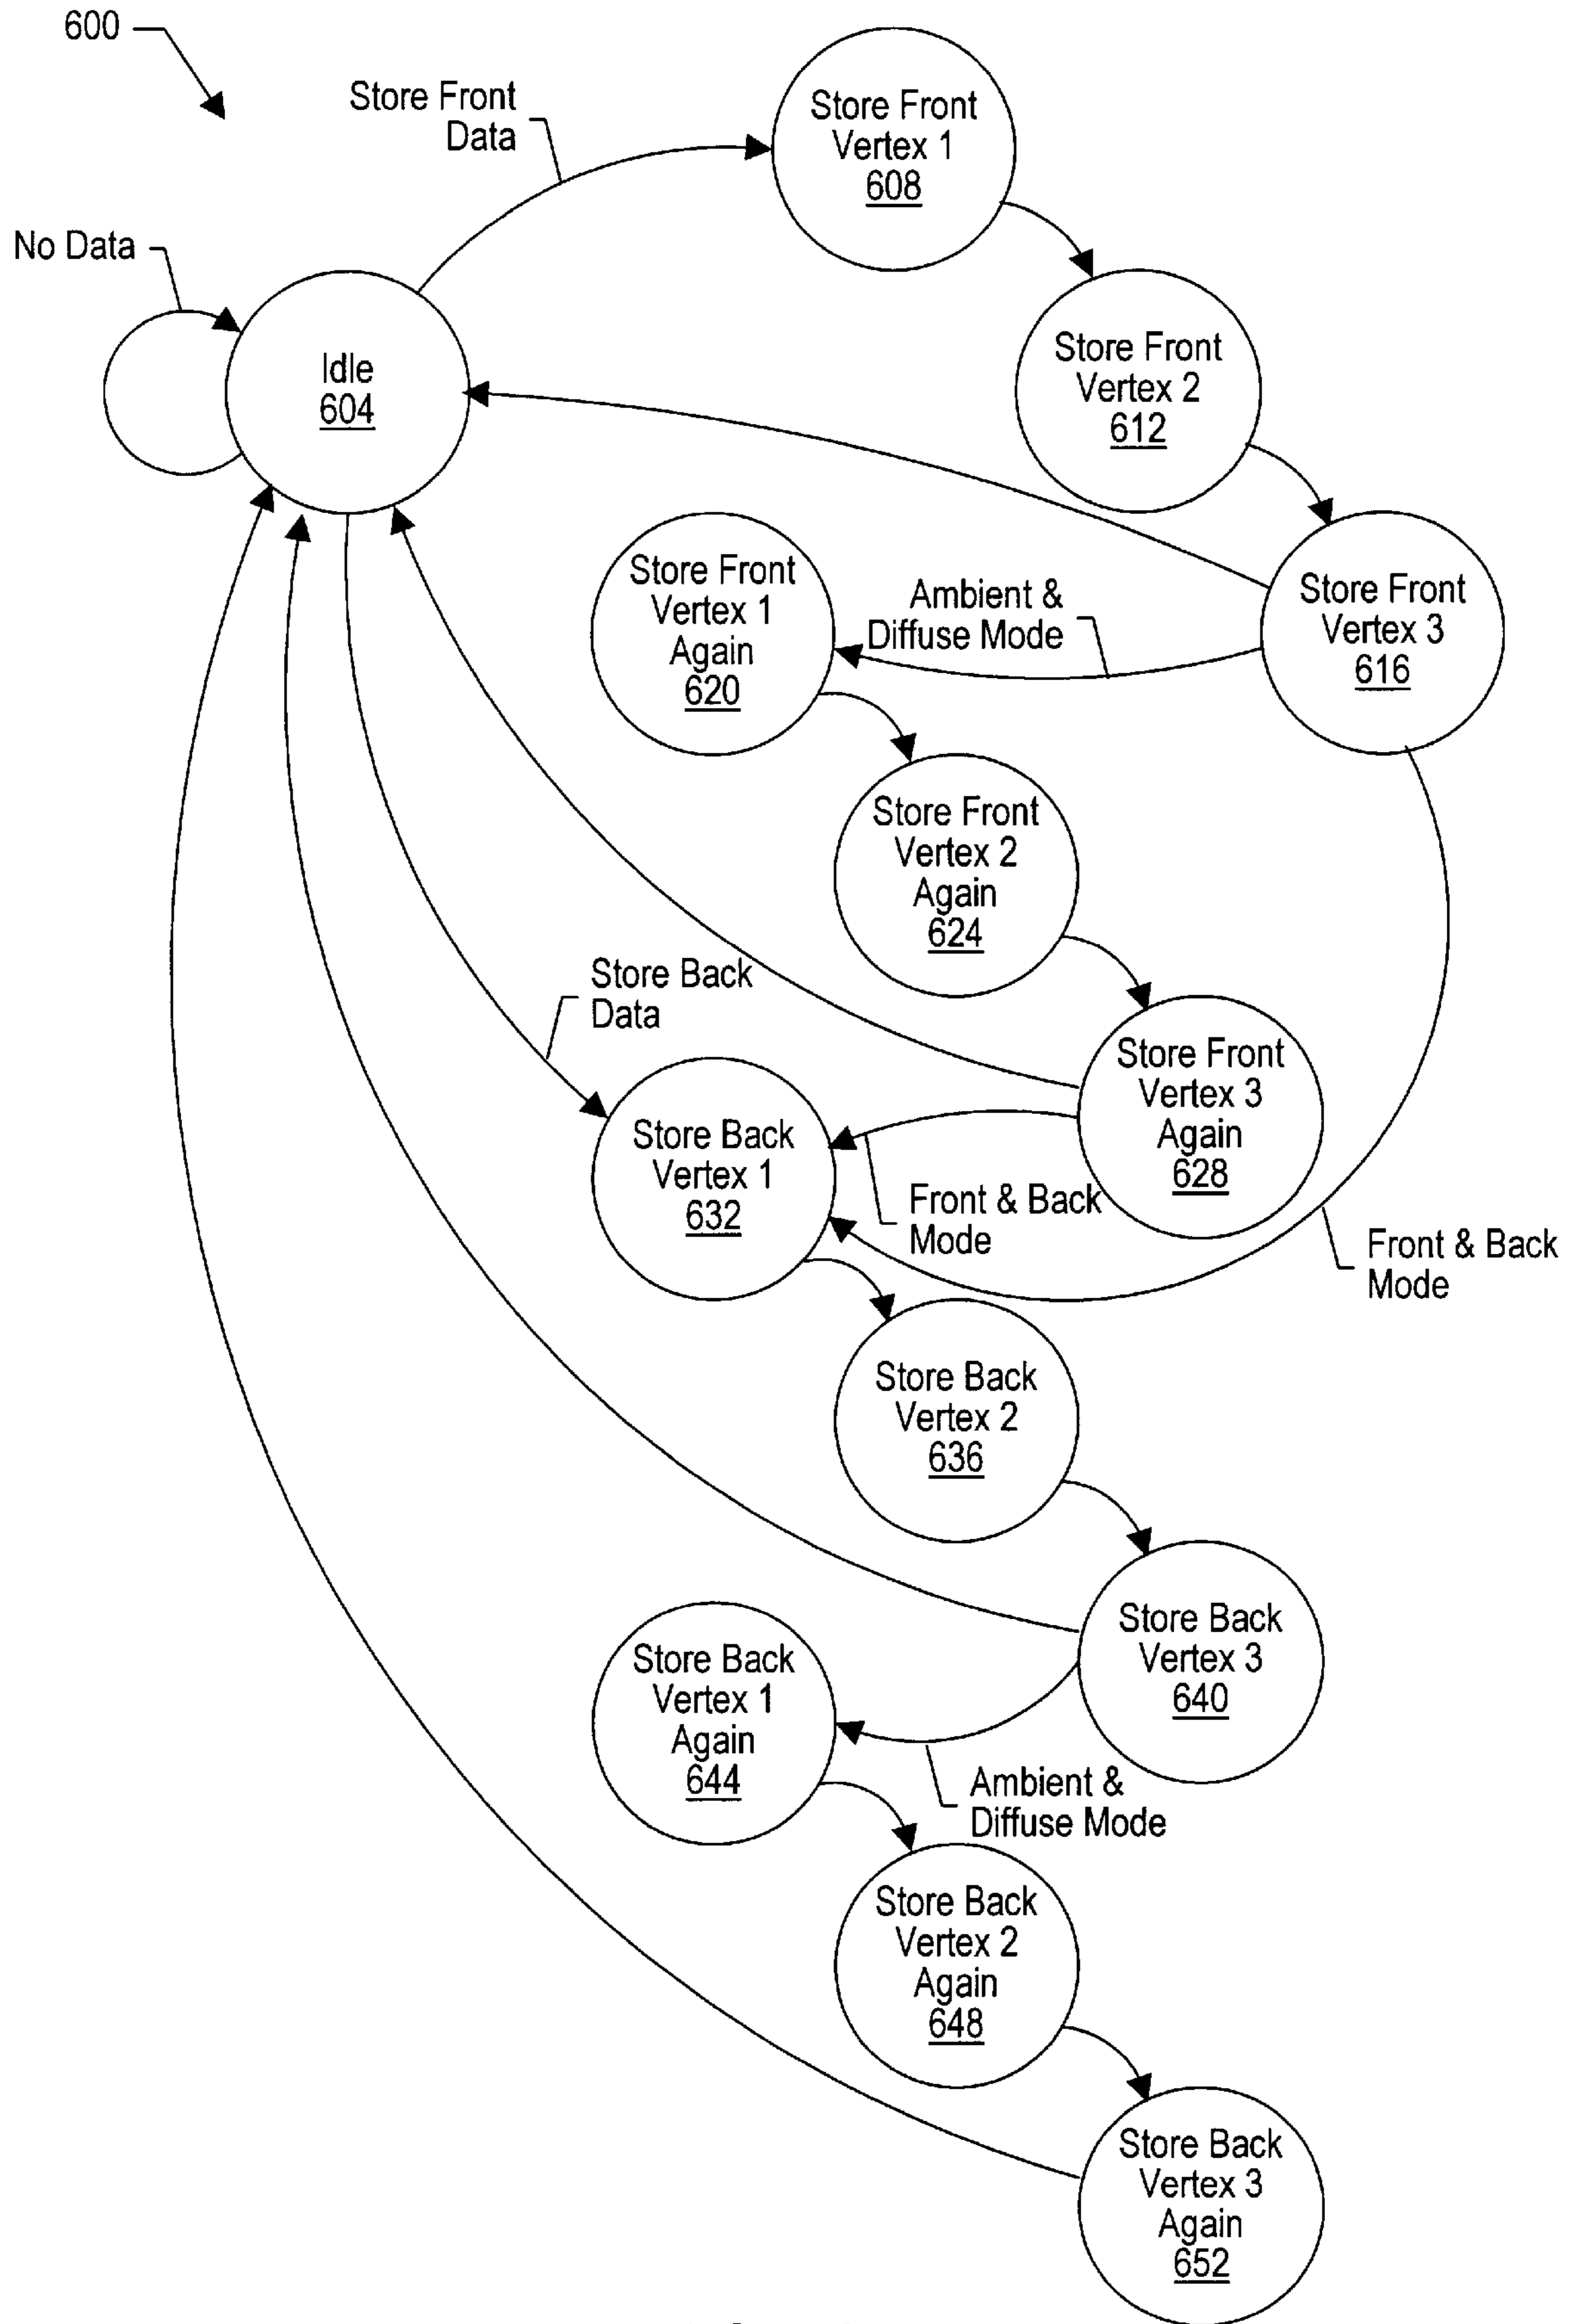 600
Store Front
Data
Store Front
Vertex 1
608
No Data
Idle
604
Store Front
Vertex 2
612
Store Front
Vertex 1
Again
620
Ambient &
Diffuse Mode
Store Front
Vertex 3
616
Store Front
Vertex 2
Again
624
Store Back
Data
Store Front
Vertex 3
Again
628
Store Back
Vertex 1
632
Front & Back
Mode
Front & Back
Mode
Store Back
Vertex 2
636
Store Back
Vertex 3
640
Store Back
Vertex 1
Again
644
Ambient &
Diffuse Mode
Store Back
Vertex 2
Again
648
Store Back
Vertex 3
Again
652